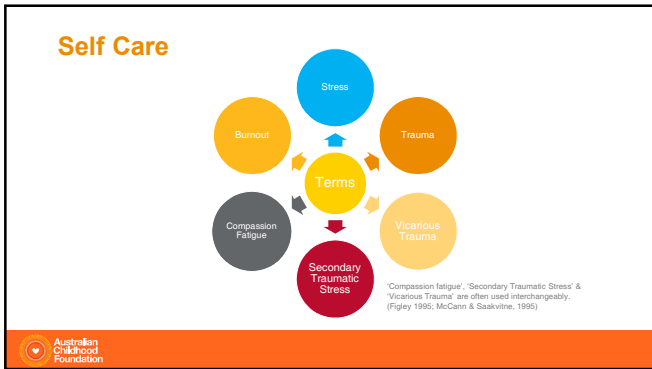 Self Care
Stress
Burnout
Trauma
Terms
Compassion
Fatigue
Vicarious
Trauma
Secondary
Traumatic
Stress
‘Compassion fatigue’, ‘Secondary Traumatic Stress’ &
‘Vicarious Trauma’ are often used interchangeably.
(Figley 1995; McCann & Saakvitne, 1995)
Australian
Childhood
Foundation